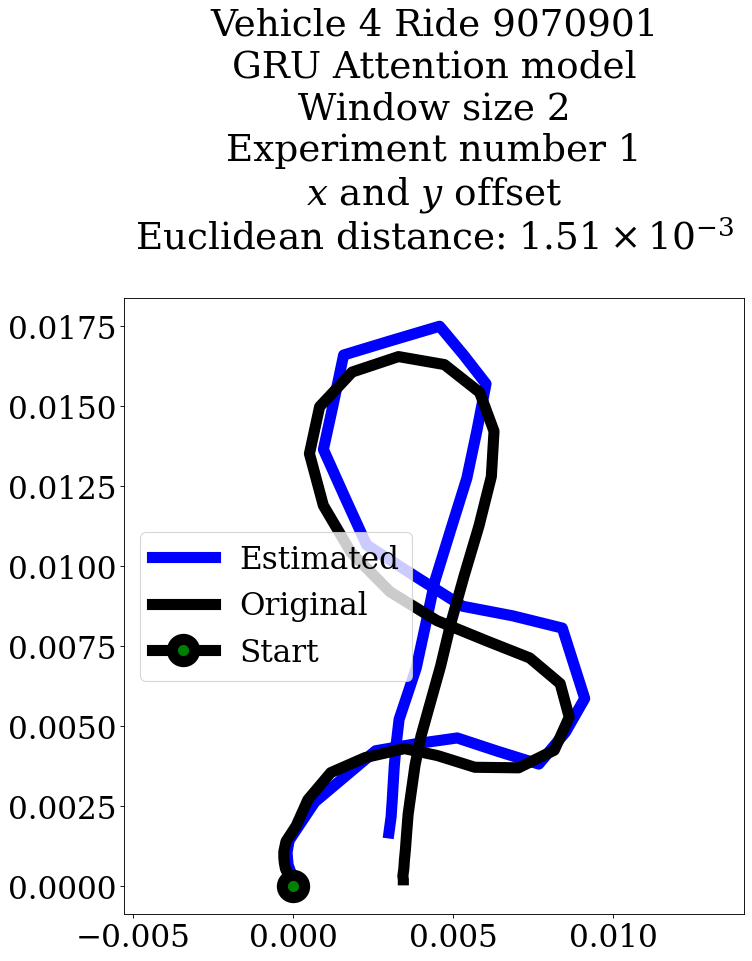 Vehicle 4 Ride 9070901
GRU Attention model
Window size 2
Experiment number 1
x and y offset
Euclidean distance: 1.51 × 10⁻³
0.0175
0.0150
0.0125
0.0100
0.0075
0.0050
0.0025
0.0000
Estimated
Original
Start
−0.005 0.000 0.005 0.010